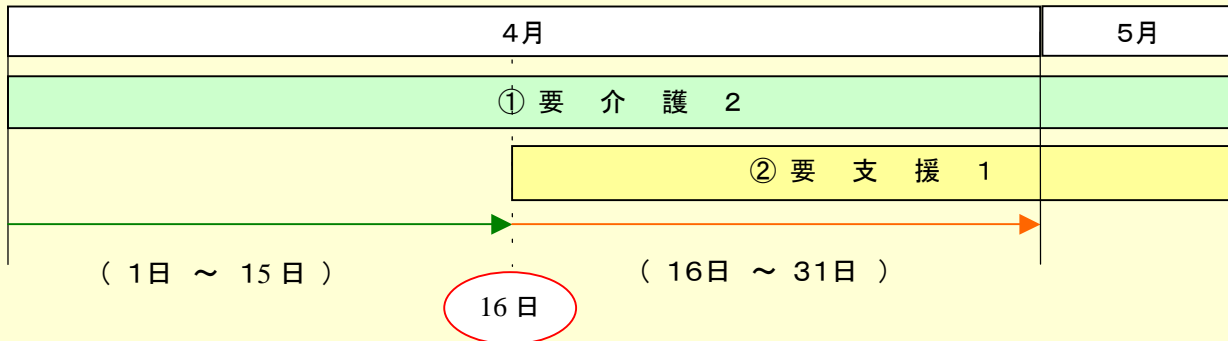 ４月 ５月
① 要 介 護 ２
② 要 支 援 １
（ １日 ～ 15 日 ） （ １６日 ～ ３１日 ）
16 日